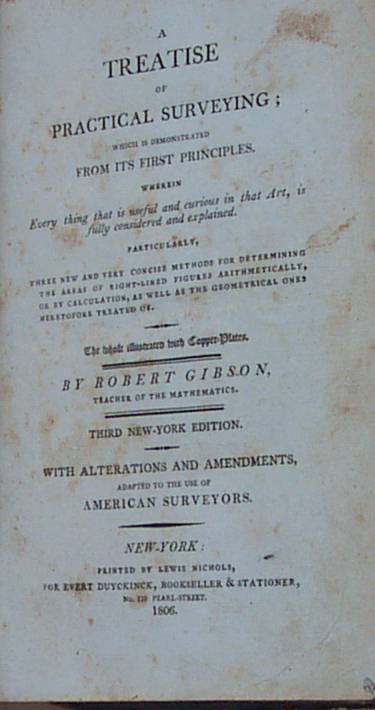 A
TREATISE
OF
PRACTICAL SURVEYING;
WHICH IS DEMONSTRATED
FROM ITS FIRST PRINCIPLES.
WHEREIN
Every thing that is useful and curious in that Art, is
fully considered and explained.
PARTICULARLY,
THREE NEW AND VERY CONCISE METHODS FOR DETERMINING
THE AREAS OF RIGHT-LINED FIGURES ARITHMETICALLY,
OR BY CALCULATION, AS WELL AS THE GEOMETRICAL ONES
HERETOFORE TREATED OF.
The whole illustrated with Copper-Plates.
BY ROBERT GIBSON,
TEACHER OF THE MATHEMATICS.
THIRD NEW-YORK EDITION.
WITH ALTERATIONS AND AMENDMENTS,
ADAPTED TO THE USE OF
AMERICAN SURVEYORS.
NEW-YORK:
PRINTED BY LEWIS NICHOLS,
FOR EVERT DUYCKINCK, BOOKSELLER & STATIONER,
No. 110 PEARL-STREET.
1806.